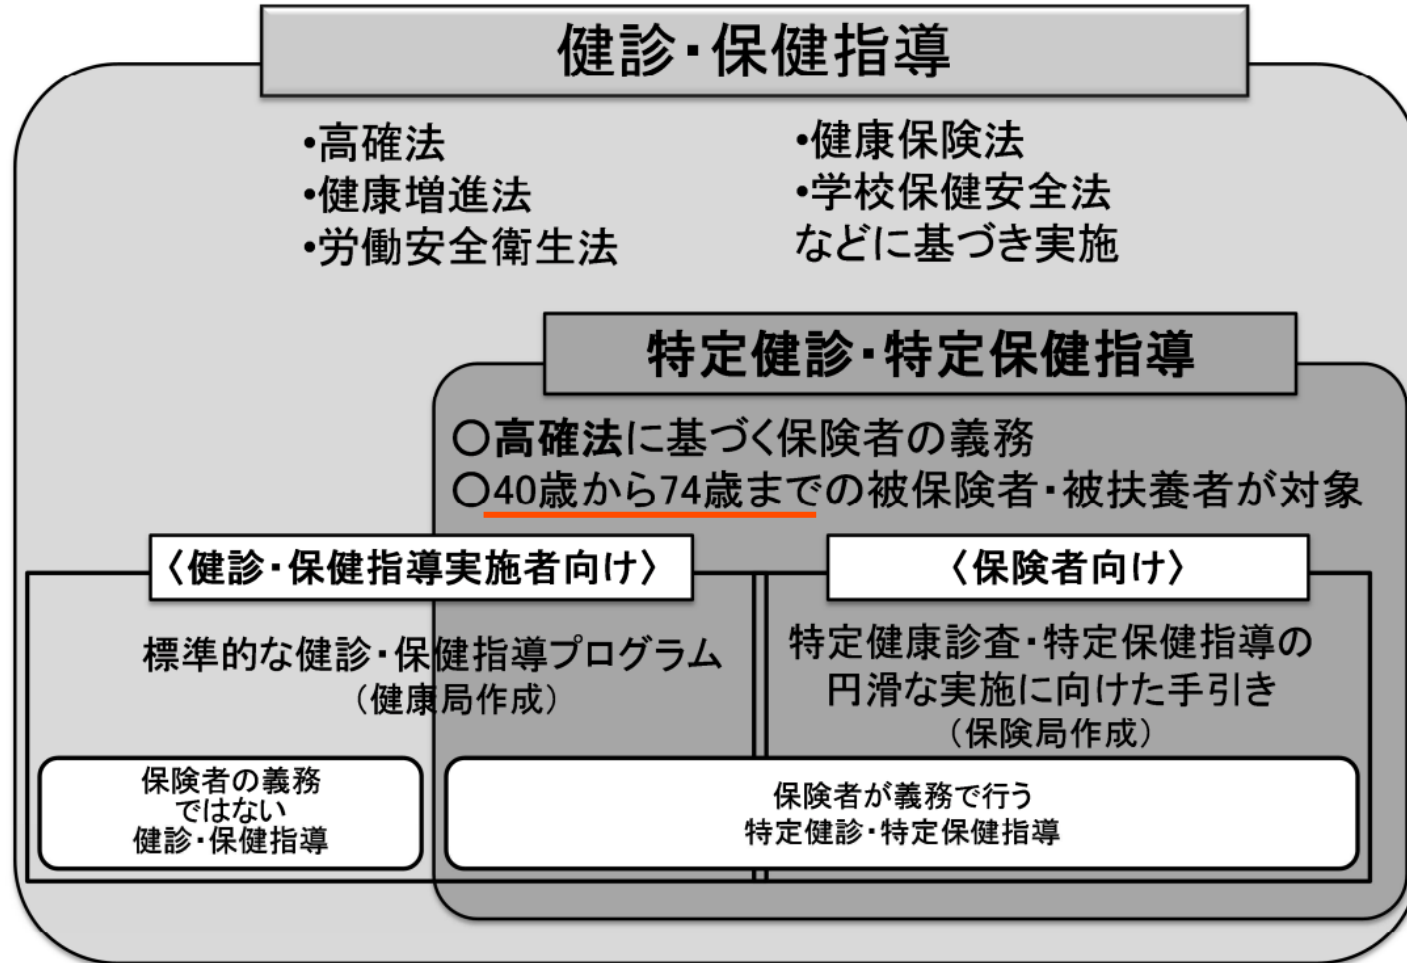 健診・保健指導
・高確法
・健康増進法
・労働安全衛生法
・健康保険法
・学校保健安全法
などに基づき実施
特定健診・特定保健指導
○高確法に基づく保険者の義務
○40歳から74歳までの被保険者・被扶養者が対象
〈健診・保健指導実施者向け〉
標準的な健診・保健指導プログラム
（健康局作成）
〈保険者向け〉
特定健康診査・特定保健指導の
円滑な実施に向けた手引き
（保険局作成）
保険者の義務
ではない
健診・保健指導
保険者が義務で行う
特定健診・特定保健指導